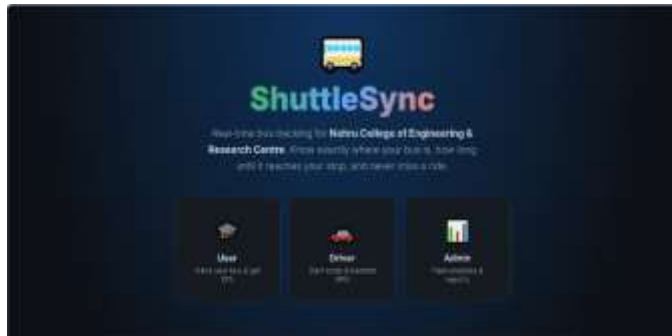 ShuttleSync
Real-time bus tracking for Nehru College of Engineering &
Research Centre. Know exactly where your bus is, how long
until it reaches your stop, and never miss a ride.
User
Driver
Admin